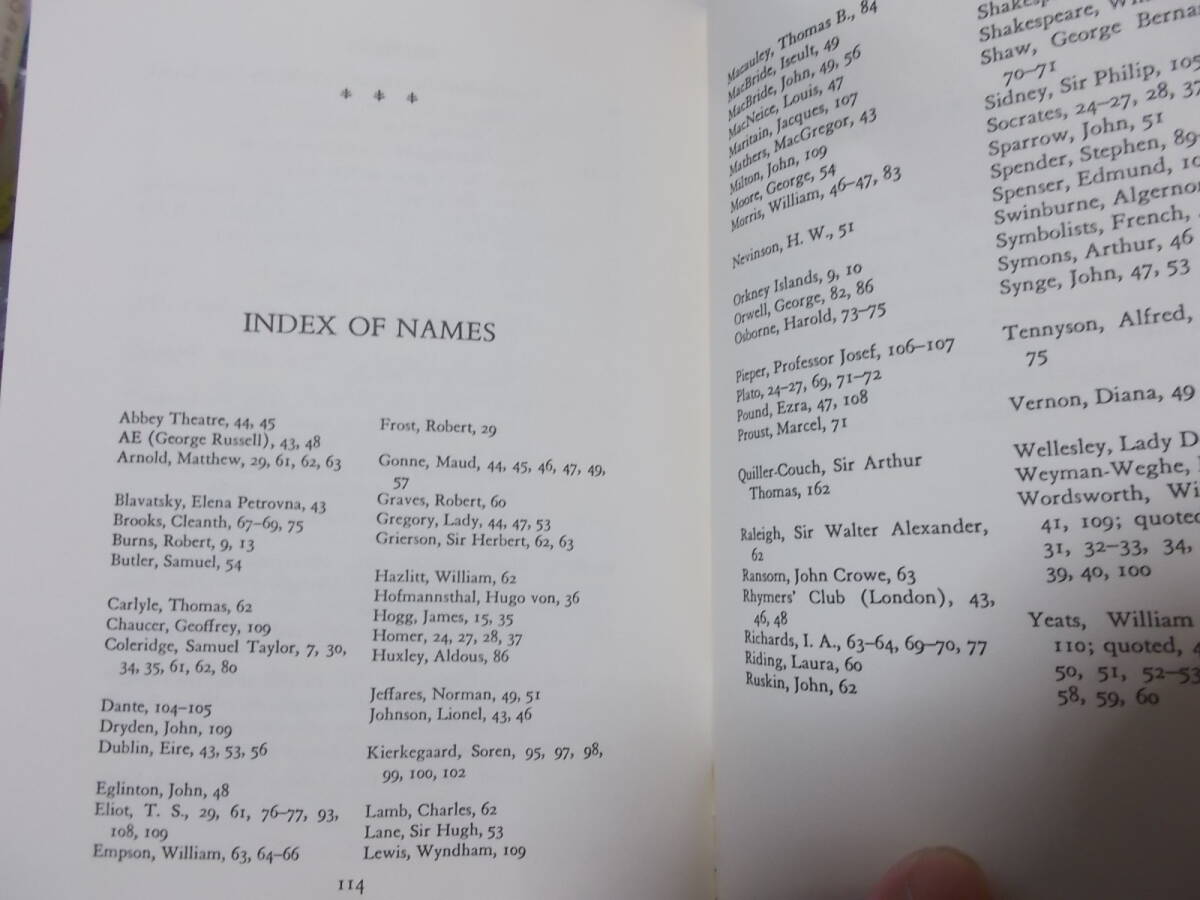 INDEX OF NAMES
Abbey Theatre, 44, 45
AE (George Russell), 43, 48
Arnold, Matthew, 29, 61, 62, 63
Blavatsky, Elena Petrovna, 43
Brooks, Cleanth, 67–69, 75
Burns, Robert, 9, 13
Butler, Samuel, 54
Carlyle, Thomas, 62
Chaucer, Geoffrey, 109
Coleridge, Samuel Taylor, 7, 30,
34, 35, 61, 62, 80
Dante, 104–105
Dryden, John, 109
Dublin, Eire, 43, 53, 56
Eglinton, John, 48
Eliot, T. S., 29, 61, 76–77, 93,
108, 109
Empson, William, 63, 64–66
Frost, Robert, 29
Gonne, Maud, 44, 45, 46, 47, 49,
57
Graves, Robert, 60
Gregory, Lady, 44, 47, 53
Grierson, Sir Herbert, 62, 63
Hazlitt, William, 62
Hofmannsthal, Hugo von, 36
Hogg, James, 15, 35
Homer, 24, 27, 28, 37
Huxley, Aldous, 86
Jeffares, Norman, 49, 51
Johnson, Lionel, 43, 46
Kierkegaard, Soren, 95, 97, 98,
99, 100, 102
Lamb, Charles, 62
Lane, Sir Hugh, 53
Lewis, Wyndham, 109
114
Macauley, Thomas B., 84
MacBride, Iseult, 49
MacBride, John, 49, 56
MacNeice, Louis, 47
Maritain, Jacques, 107
Mathers, MacGregor, 43
Milton, John, 109
Moore, George, 54
Morris, William, 46–47, 83
Nevinson, H. W., 51
Orkney Islands, 9, 10
Orwell, George, 82, 86
Osborne, Harold, 73–75
Pieper, Professor Josef, 106–107
Plato, 24–27, 69, 71–72
Pound, Ezra, 47, 108
Proust, Marcel, 71
Quiller-Couch, Sir Arthur
Thomas, 162
Raleigh, Sir Walter Alexander,
62
Ransom, John Crowe, 63
Rhymers' Club (London), 43,
46, 48
Richards, I. A., 63–64, 69–70, 77
Riding, Laura, 60
Ruskin, John, 62
Shakespeare,
Shaw, George Berna
70–71
Sidney, Sir Philip, 105
Socrates, 24–27, 28, 37
Sparrow, John, 51
Spender, Stephen, 89
Spenser, Edmund, 10
Swinburne, Algernon
Symbolists, French,
Symons, Arthur, 46
Synge, John, 47, 53
Tennyson, Alfred,
75
Vernon, Diana, 49
Wellesley, Lady D
Weyman-Weghe,
Wordsworth, Wi
41, 109; quoted
31, 32–33, 34,
39, 40, 100
Yeats, William
110; quoted, 4
50, 51, 52–53
58, 59, 60